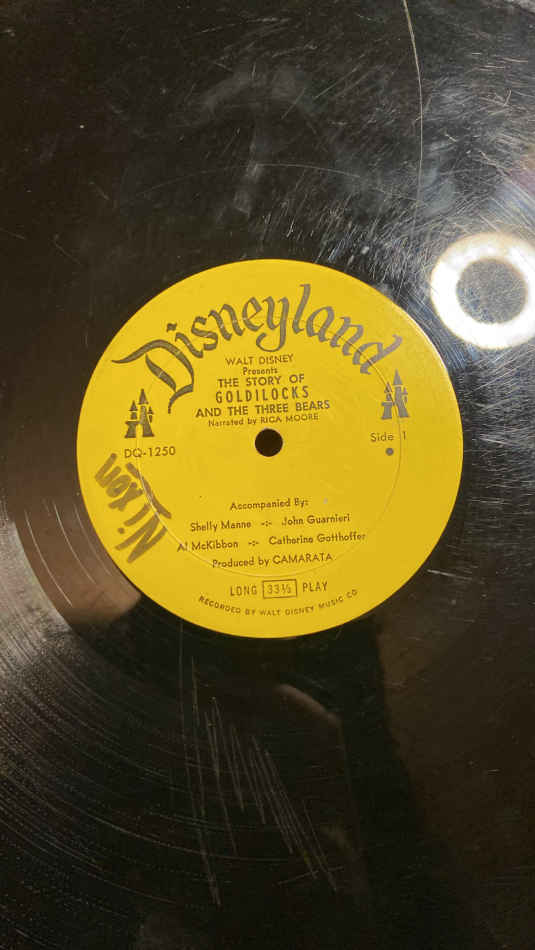 Disneyland
WALT DISNEY
Presents
THE STORY OF
GOLDILOCKS
AND THE THREE BEARS
Narrated by RICA MOORE
DQ-1250
Side 1
Nixon
Accompanied By:
Shelly Manne -:- John Guarnieri
Al McKibbon -:- Catherine Gotthoffer
Produced by CAMARATA
LONG 33⅓ PLAY
RECORDED BY WALT DISNEY MUSIC CO